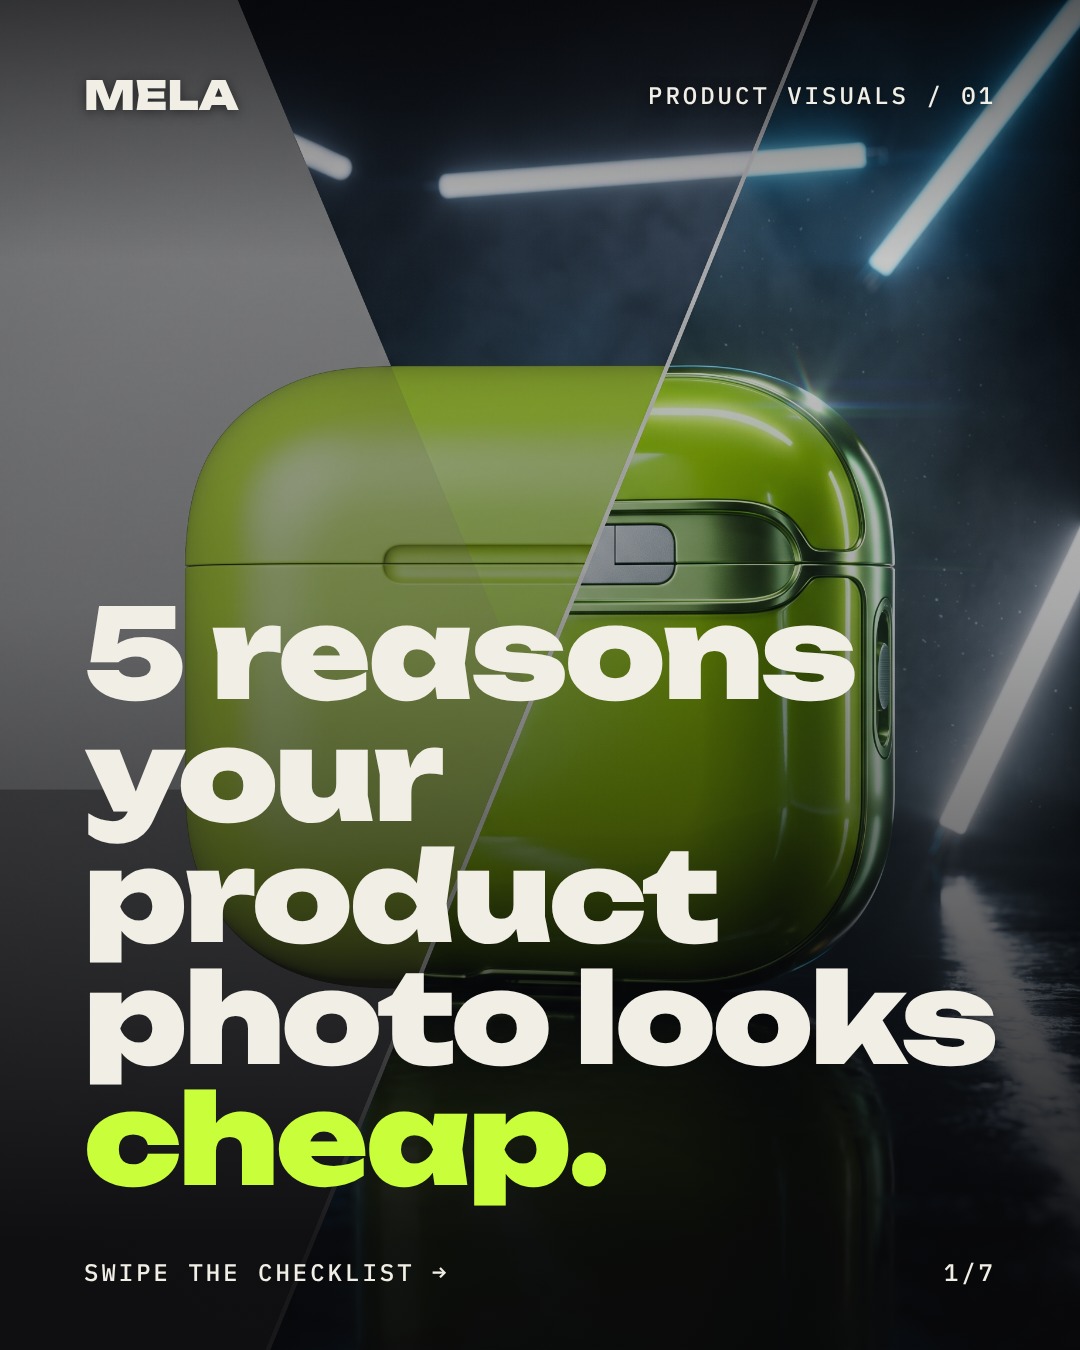 MELA
PRODUCT VISUALS / 01
5 reasons
your
product
photo looks
cheap.
SWIPE THE CHECKLIST →
1/7